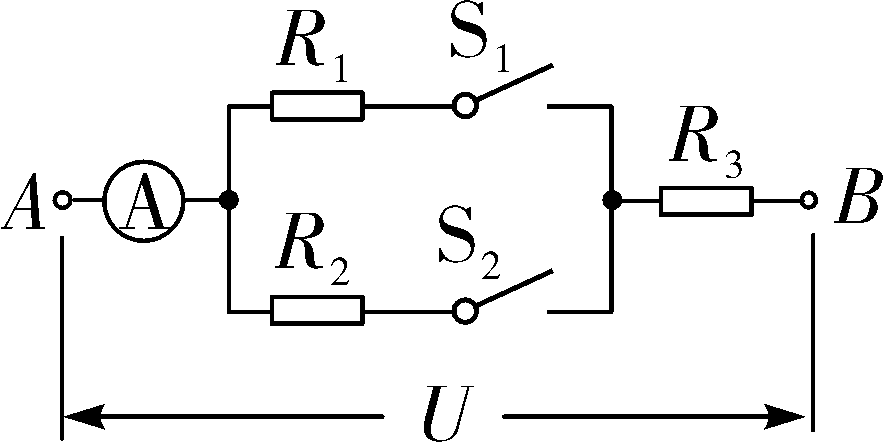 R₁
S₁
A
A
R₂
S₂
R₃
B
U